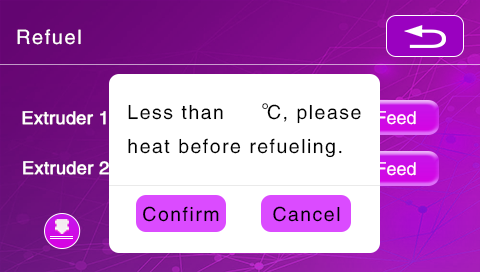 Refuel
Less than °C, please
heat before refueling.
Extruder 1
Feed
Extruder 2
Feed
Confirm
Cancel